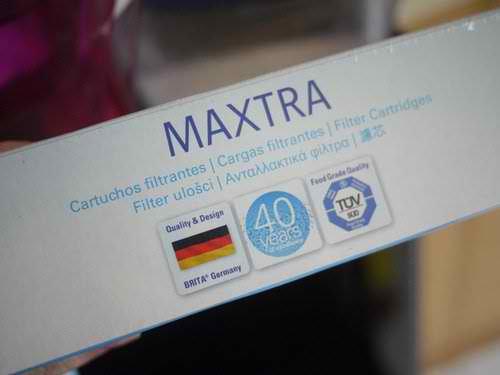 MAXTRA
Cartuchos filtrantes | Cargas filtrantes | Filter Cartridges
Filter ulošci | Ανταλλακτικά φίλτρα | 濾芯
Quality & Design
BRITA® Germany
40
years
Food Grade Quality
TÜV
SÜD